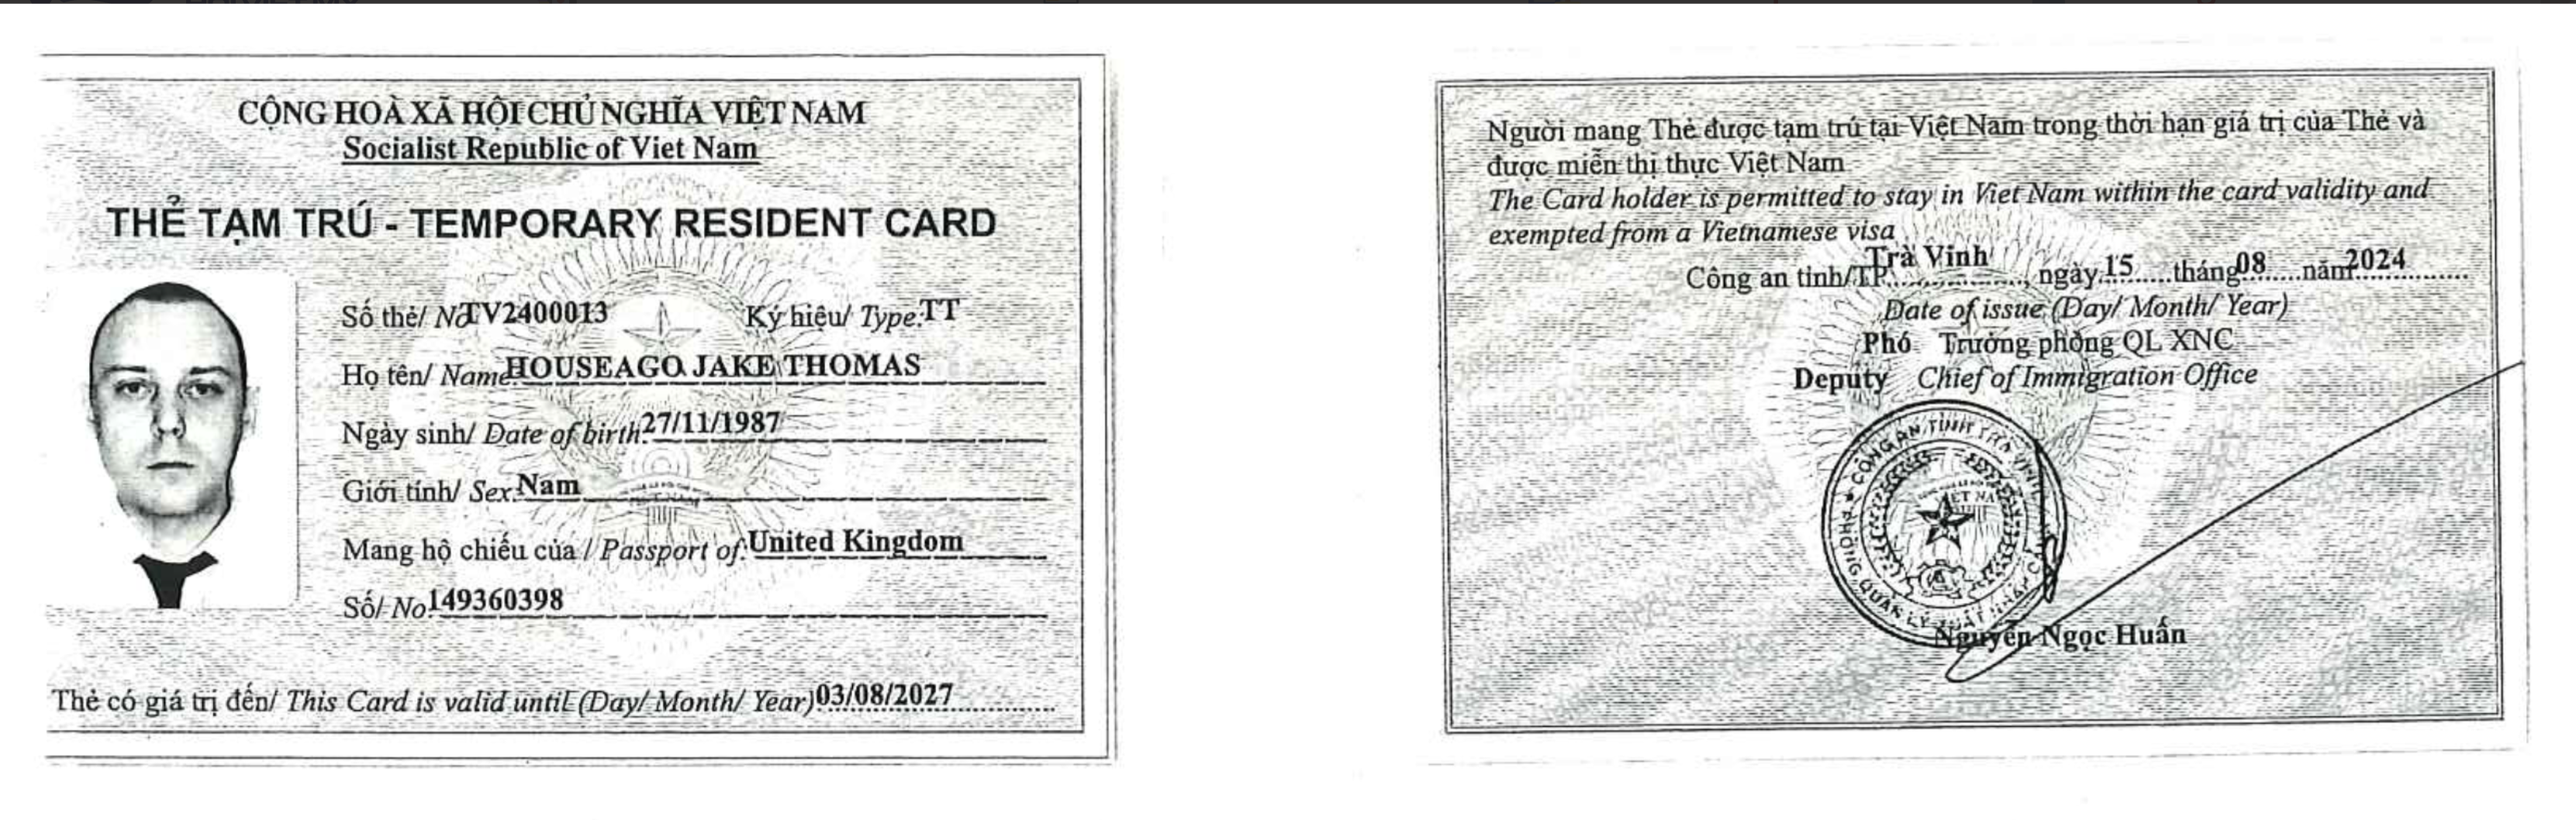 CỘNG HOÀ XÃ HỘI CHỦ NGHĨA VIỆT NAM
Socialist Republic of Viet Nam
THẺ TẠM TRÚ - TEMPORARY RESIDENT CARD
Số thẻ/ No TV2400013 Ký hiệu/ Type: TT
Họ tên/ Name: HOUSEAGO JAKE THOMAS
Ngày sinh/ Date of birth: 27/11/1987
Giới tính/ Sex: Nam
Mang hộ chiếu của / Passport of: United Kingdom
Số/ No: 149360398
Thẻ có giá trị đến/ This Card is valid until (Day/ Month/ Year) 03/08/2027
Người mang Thẻ được tạm trú tại Việt Nam trong thời hạn giá trị của Thẻ và
được miễn thị thực Việt Nam
The Card holder is permitted to stay in Viet Nam within the card validity and
exempted from a Vietnamese visa
Công an tỉnh/TP Trà Vinh, ngày 15 tháng 08 năm 2024
Date of issue (Day/ Month/ Year)
Phó Trưởng phòng QL XNC
Deputy Chief of Immigration Office
CÔNG AN TỈNH TRÀ VINH
PHÒNG QUẢN LÝ XUẤT NHẬP CẢNH
Nguyễn Ngọc Huấn